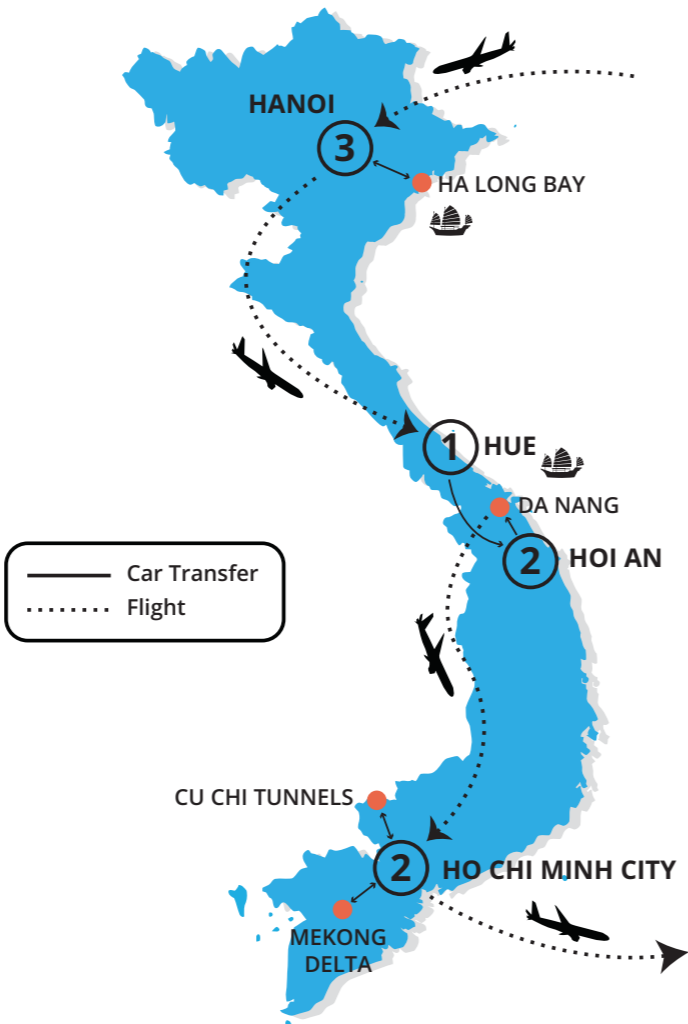 HANOI
3
HA LONG BAY
1
HUE
DA NANG
2
HOI AN
Car Transfer
Flight
CU CHI TUNNELS
2
HO CHI MINH CITY
MEKONG
DELTA